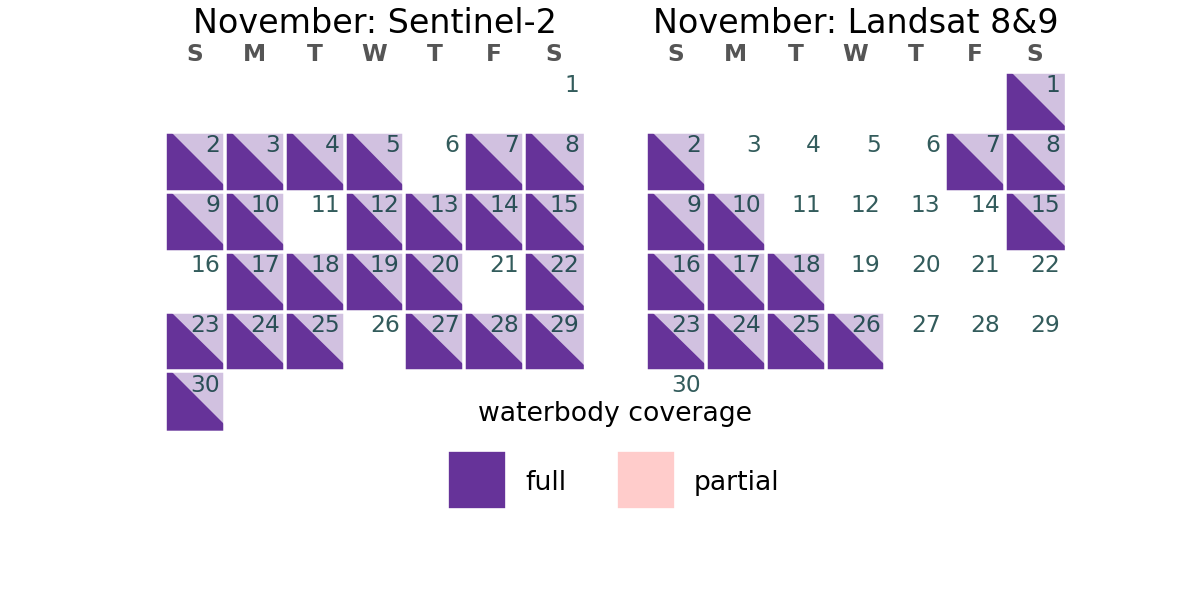 November: Sentinel-2
S M T W T F S
1
2 3 4 5 6 7 8
9 10 11 12 13 14 15
16 17 18 19 20 21 22
23 24 25 26 27 28 29
30
November: Landsat 8&9
S M T W T F S
1
2 3 4 5 6 7 8
9 10 11 12 13 14 15
16 17 18 19 20 21 22
23 24 25 26 27 28 29
30
waterbody coverage
full partial